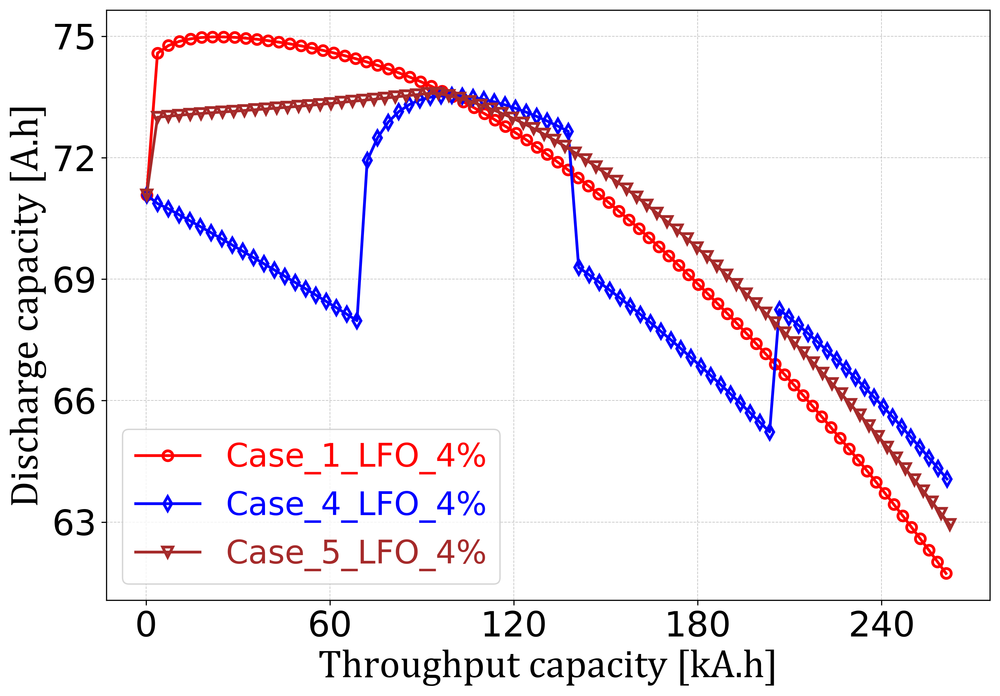 Discharge capacity [A.h]
75
72
69
66
63
Case_1_LFO_4%
Case_4_LFO_4%
Case_5_LFO_4%
0 60 120 180 240
Throughput capacity [kA.h]